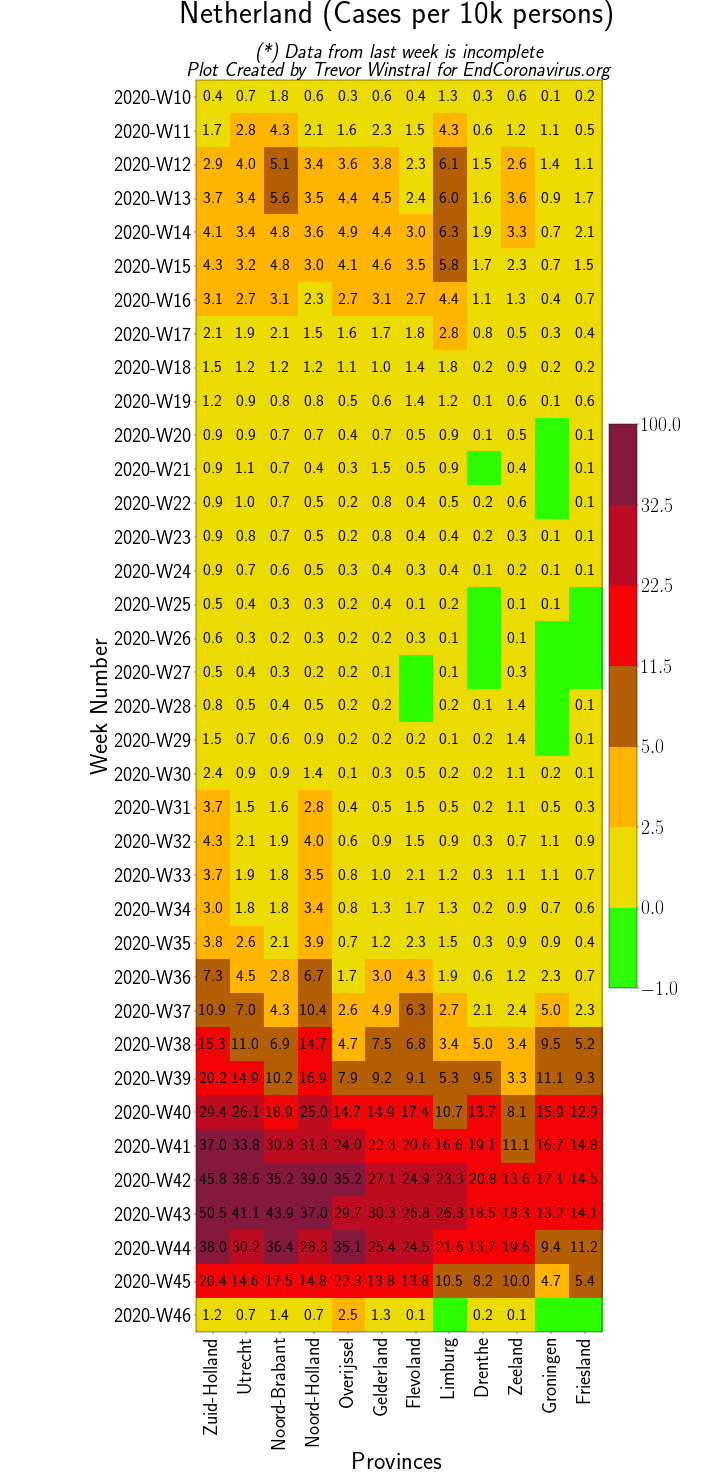 Netherland (Cases per 10k persons)
(*) Data from last week is incomplete
Plot Created by Trevor Winstral for EndCoronavirus.org
2020-W10 0.4 0.7 1.8 0.6 0.3 0.6 0.4 1.3 0.3 0.6 0.1 0.2
2020-W11 1.7 2.8 4.3 2.1 1.6 2.3 1.5 4.3 0.6 1.2 1.1 0.5
2020-W12 2.9 4.0 5.1 3.4 3.6 3.8 2.3 6.1 1.5 2.6 1.4 1.1
2020-W13 3.7 3.4 5.6 3.5 4.4 4.5 2.4 6.0 1.6 3.6 0.9 1.7
2020-W14 4.1 3.4 4.8 3.6 4.9 4.4 3.0 6.3 1.9 3.3 0.7 2.1
2020-W15 4.3 3.2 4.8 3.0 4.1 4.6 3.5 5.8 1.7 2.3 0.7 1.5
2020-W16 3.1 2.7 3.1 2.3 2.7 3.1 2.7 4.4 1.1 1.3 0.4 0.7
2020-W17 2.1 1.9 2.1 1.5 1.6 1.7 1.8 2.8 0.8 0.5 0.3 0.4
2020-W18 1.5 1.2 1.2 1.2 1.1 1.0 1.4 1.8 0.2 0.9 0.2 0.2
2020-W19 1.2 0.9 0.8 0.8 0.5 0.6 1.4 1.2 0.1 0.6 0.1 0.6
2020-W20 0.9 0.9 0.7 0.7 0.4 0.7 0.5 0.9 0.1 0.5 0.1
2020-W21 0.9 1.1 0.7 0.4 0.3 1.5 0.5 0.9 0.4 0.1
2020-W22 0.9 1.0 0.7 0.5 0.2 0.8 0.4 0.5 0.2 0.6 0.1
2020-W23 0.9 0.8 0.7 0.5 0.2 0.8 0.4 0.4 0.2 0.3 0.1 0.1
2020-W24 0.9 0.7 0.6 0.5 0.3 0.4 0.3 0.4 0.1 0.2 0.1 0.1
2020-W25 0.5 0.4 0.3 0.3 0.2 0.4 0.1 0.2 0.1 0.1
2020-W26 0.6 0.3 0.2 0.3 0.2 0.2 0.3 0.1 0.1
2020-W27 0.5 0.4 0.3 0.2 0.2 0.1 0.1 0.3
2020-W28 0.8 0.5 0.4 0.5 0.2 0.2 0.2 0.1 1.4 0.1
2020-W29 1.5 0.7 0.6 0.9 0.2 0.2 0.2 0.1 0.2 1.4 0.1
2020-W30 2.4 0.9 0.9 1.4 0.1 0.3 0.5 0.2 0.2 1.1 0.2 0.1
2020-W31 3.7 1.5 1.6 2.8 0.4 0.5 1.5 0.5 0.2 1.1 0.5 0.3
2020-W32 4.3 2.1 1.9 4.0 0.6 0.9 1.5 0.9 0.3 0.7 1.1 0.9
2020-W33 3.7 1.9 1.8 3.5 0.8 1.0 2.1 1.2 0.3 1.1 1.1 0.7
2020-W34 3.0 1.8 1.8 3.4 0.8 1.3 1.7 1.3 0.2 0.9 0.7 0.6
2020-W35 3.8 2.6 2.1 3.9 0.7 1.2 2.3 1.5 0.3 0.9 0.9 0.4
2020-W36 7.3 4.5 2.8 6.7 1.7 3.0 4.3 1.9 0.6 1.2 2.3 0.7
2020-W37 10.9 7.0 4.3 10.4 2.6 4.9 6.3 2.7 2.1 2.4 5.0 2.3
2020-W38 15.3 11.0 6.9 14.7 4.7 7.5 6.8 3.4 5.0 3.4 9.5 5.2
2020-W39 20.2 14.9 10.2 16.9 7.9 9.2 9.1 5.3 9.5 3.3 11.1 9.3
2020-W40 29.4 26.1 18.9 25.0 14.7 14.9 17.4 10.7 13.7 8.1 15.9 12.9
2020-W41 37.0 33.8 30.8 31.3 24.0 22.3 20.6 16.6 19.1 11.1 16.7 14.8
2020-W42 45.8 38.6 35.2 39.0 35.2 27.1 24.9 23.3 20.8 13.6 17.1 14.5
2020-W43 50.5 41.1 43.9 37.0 29.7 30.3 26.8 26.3 18.5 18.3 13.2 14.1
2020-W44 38.0 30.2 36.4 28.3 35.1 25.4 24.5 21.6 13.7 19.6 9.4 11.2
2020-W45 20.4 14.6 17.5 14.8 22.3 13.8 13.8 10.5 8.2 10.0 4.7 5.4
2020-W46 1.2 0.7 1.4 0.7 2.5 1.3 0.1 0.2 0.1
Week Number
Zuid-Holland
Utrecht
Noord-Brabant
Noord-Holland
Overijssel
Gelderland
Flevoland
Limburg
Drenthe
Zeeland
Groningen
Friesland
Provinces
100.0
32.5
22.5
11.5
5.0
2.5
0.0
−1.0